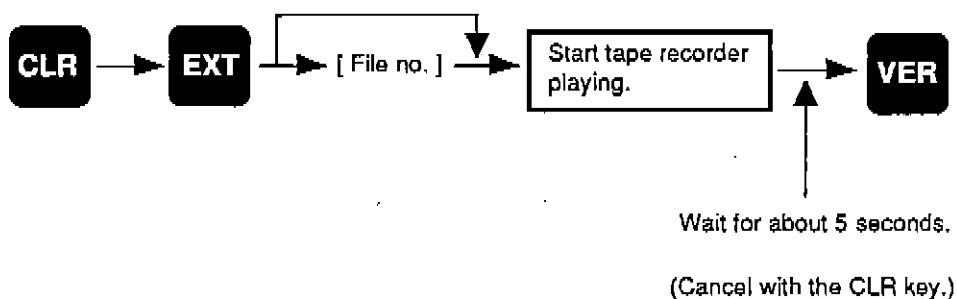 CLR
EXT
[ File no. ]
Start tape recorder
playing.
VER
Wait for about 5 seconds.
(Cancel with the CLR key.)